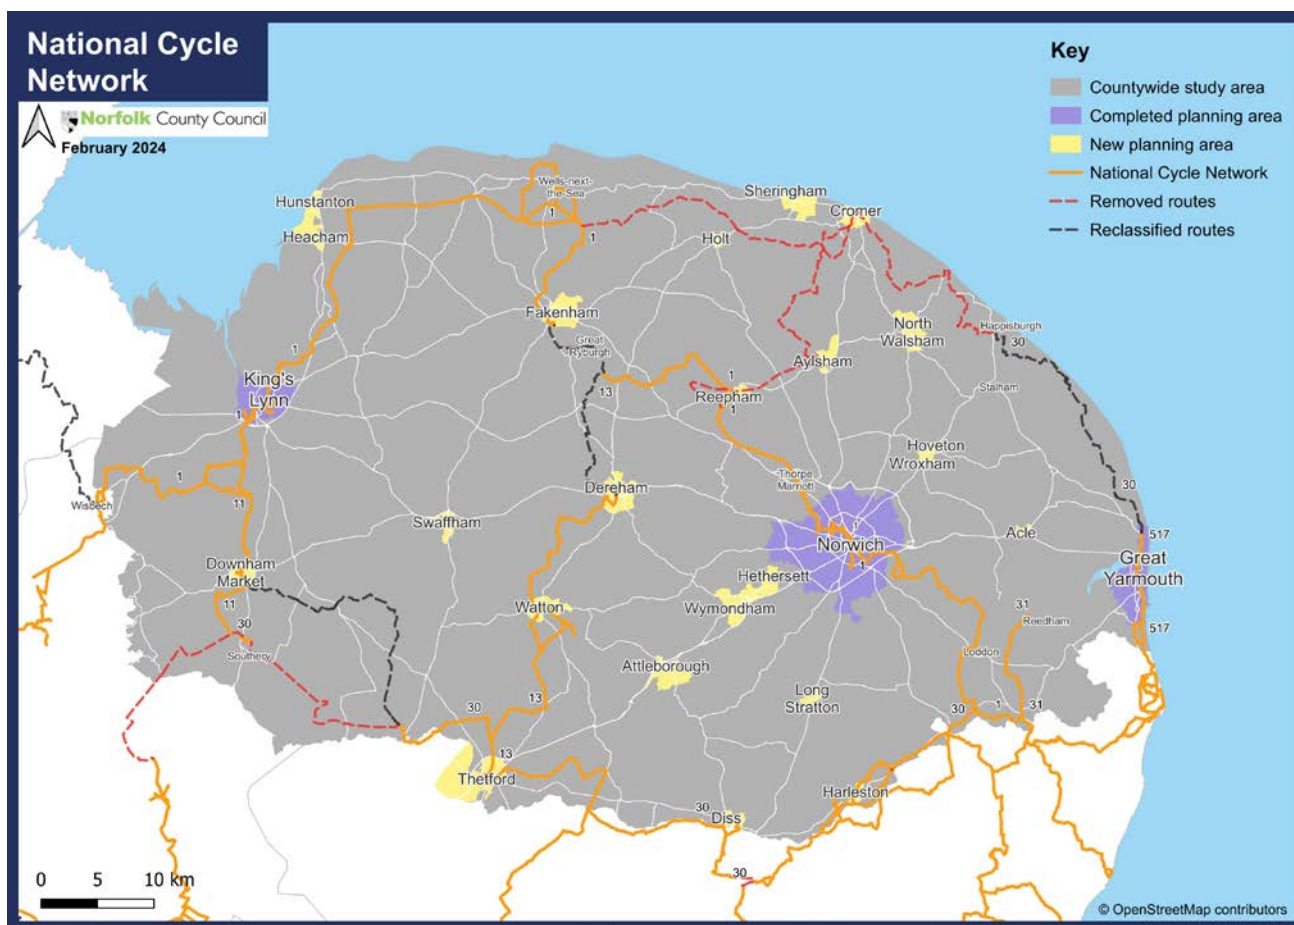 National Cycle
Network
Norfolk County Council
February 2024
Key
Countywide study area
Completed planning area
New planning area
National Cycle Network
Removed routes
Reclassified routes
Wells-next-
the-Sea
1
Sheringham
Cromer
Hunstanton
Heacham
1
Holt
Fakenham
Great
Ryburgh
North
Walsham
Happisburgh
30
Aylsham
1
King's
Lynn
1
13
1
Reepham
1
Stalham
Hoveton
Wroxham
1
Thorpe
Marriott
Dereham
30
Wisbech
11
Swaffham
1
Norwich
1
Acle
517
Great
Yarmouth
Downham
Market
Hethersett
11
Watton
Wymondham
31
Reedham
30
517
Southery
Loddon
Attleborough
13
Long
Stratton
30
30
1
31
13
Thetford
Harleston
30
Diss
30
0 5 10 km
© OpenStreetMap contributors